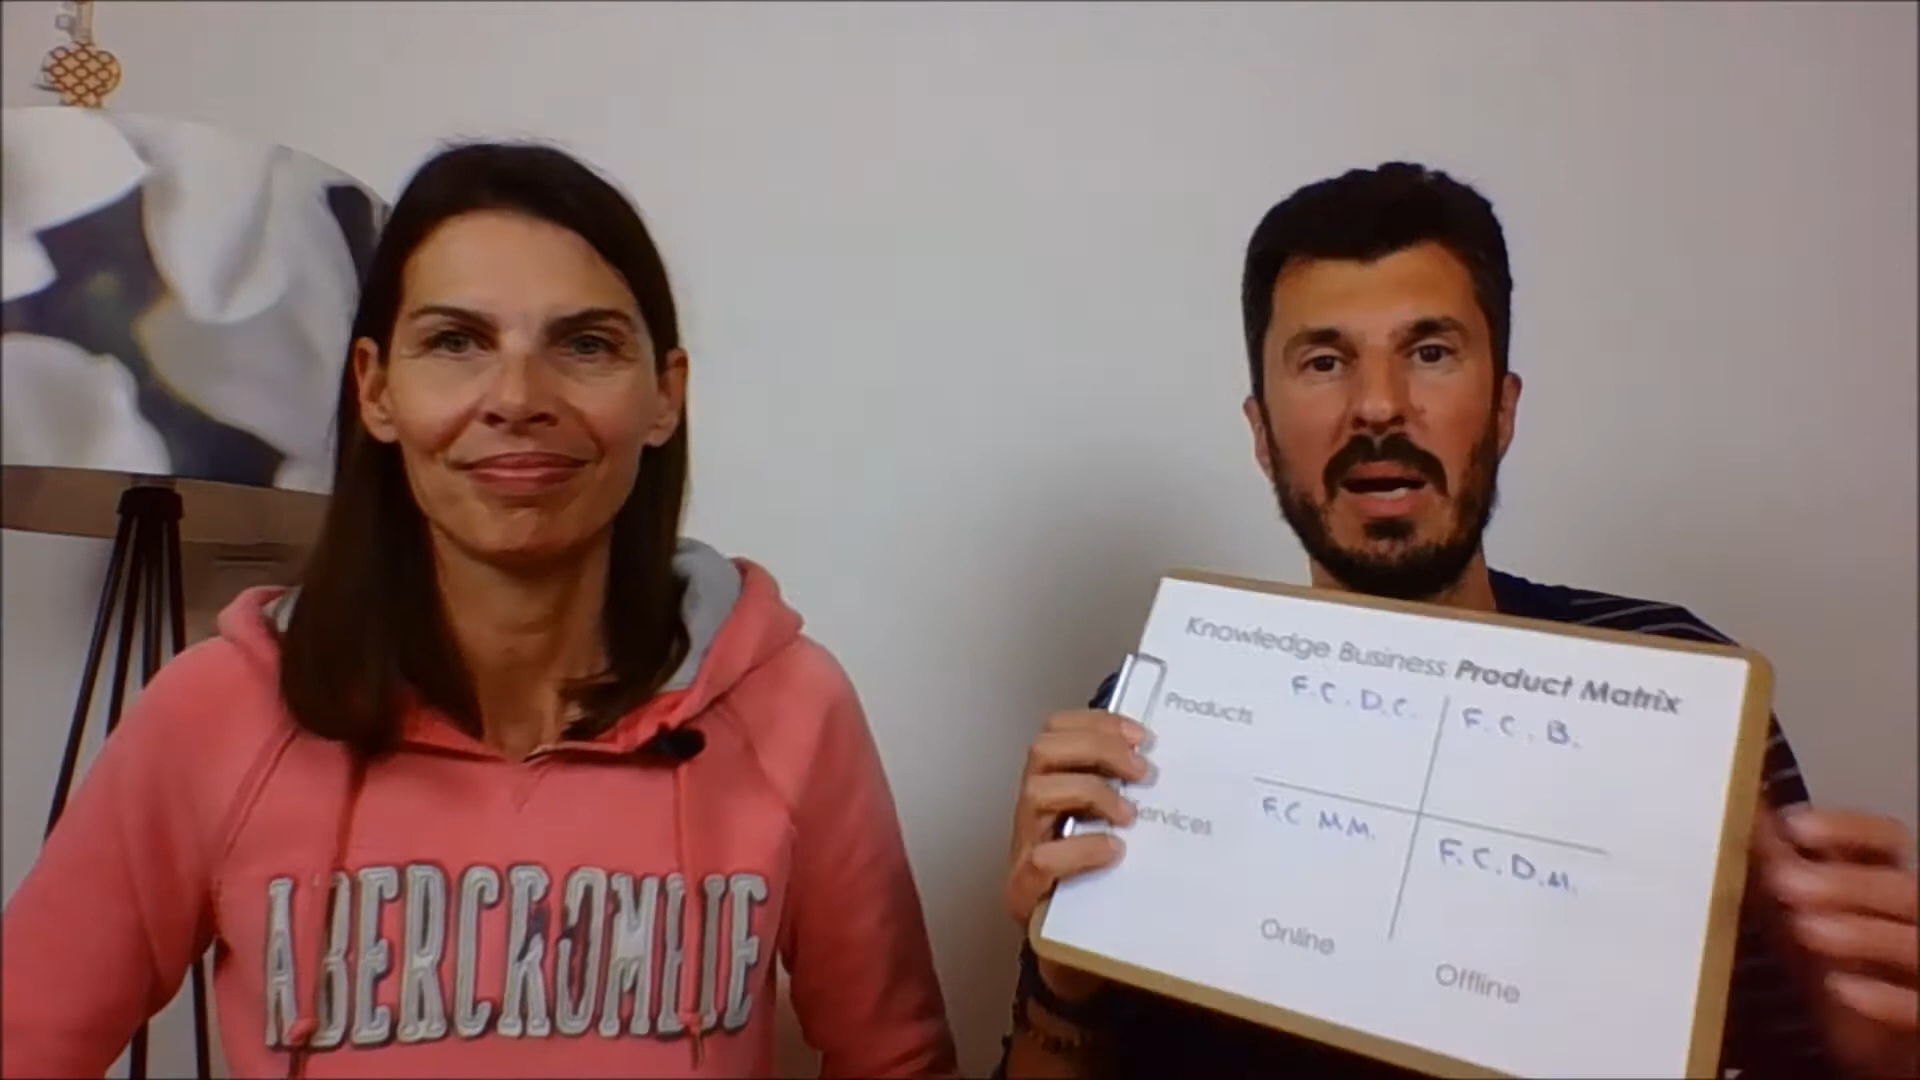 ABERCROMBIE
Knowledge Business Product Matrix
Products F.C.D.C. F.C.B.
Services F.C M.M. F.C.D.M.
Online Offline